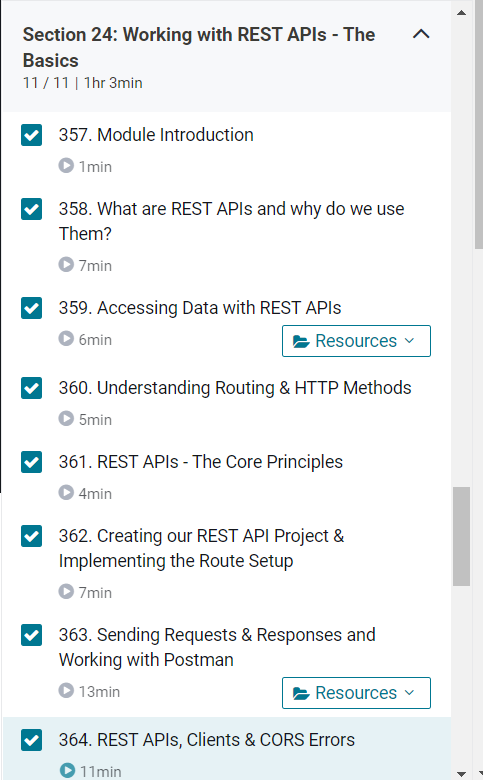 Section 24: Working with REST APIs - The
Basics
11 / 11 | 1hr 3min
357. Module Introduction
1min
358. What are REST APIs and why do we use
Them?
7min
359. Accessing Data with REST APIs
6min
Resources
360. Understanding Routing & HTTP Methods
5min
361. REST APIs - The Core Principles
4min
362. Creating our REST API Project &
Implementing the Route Setup
7min
363. Sending Requests & Responses and
Working with Postman
13min
Resources
364. REST APIs, Clients & CORS Errors
11min